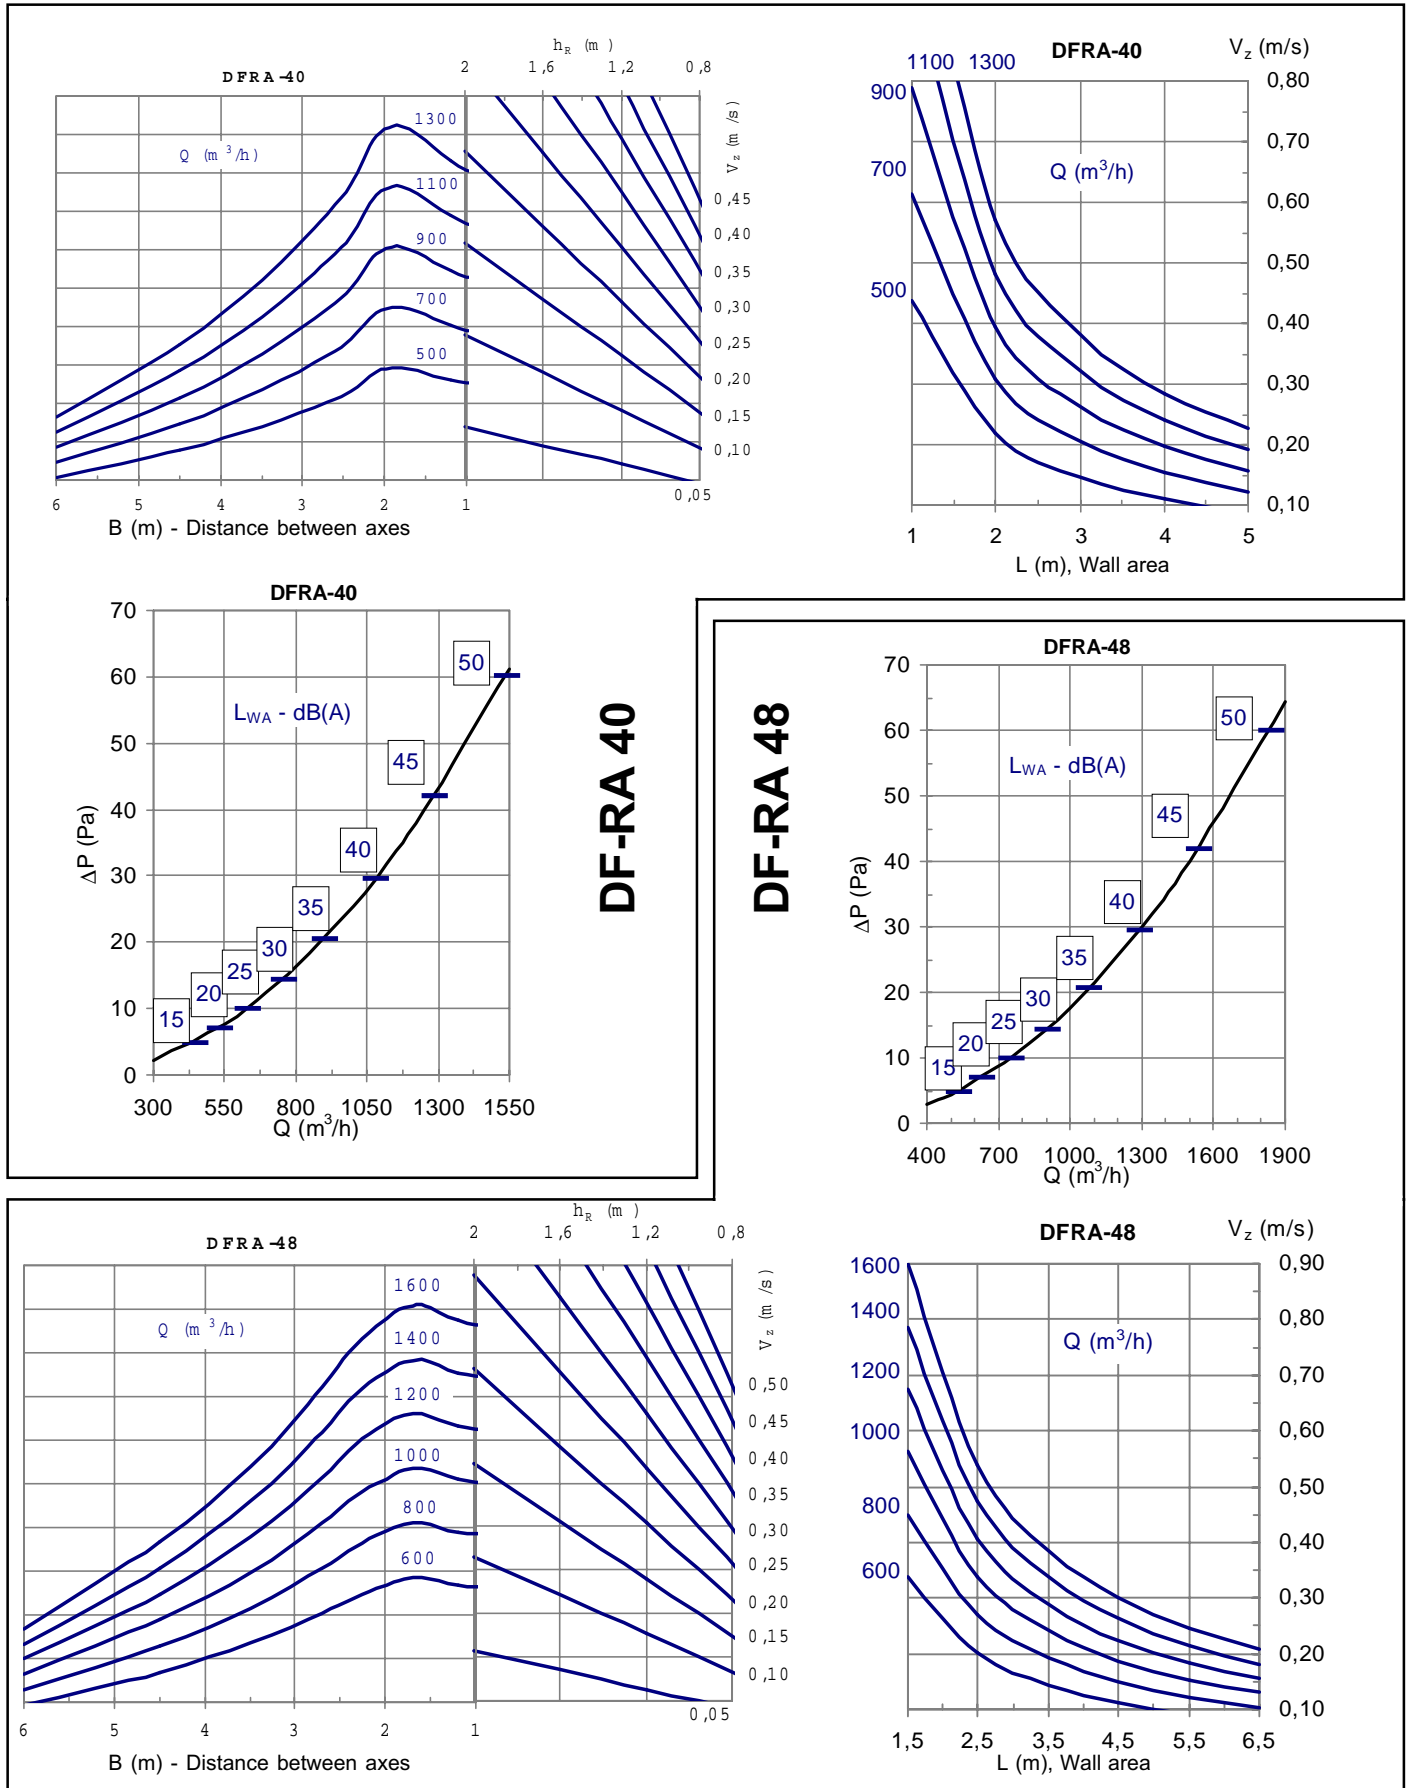 h_R (m)
DFRA-40
2 1,6 1,2 0,8
Q (m³/h)
1300
1100
900
700
500
V_z (m/s)
0,45
0,40
0,35
0,30
0,25
0,20
0,15
0,10
0,05
6 5 4 3 2 1
B (m) - Distance between axes
DFRA-40
V_z (m/s)
1100 1300
900
700
500
Q (m³/h)
0,80
0,70
0,60
0,50
0,40
0,30
0,20
0,10
1 2 3 4 5
L (m), Wall area
DFRA-40
70
60
50
40
30
20
10
0
ΔP (Pa)
L_WA - dB(A)
50
45
40
35
30
25
20
15
300 550 800 1050 1300 1550
Q (m³/h)
DF-RA 40
DF-RA 48
DFRA-48
70
60
50
40
30
20
10
0
ΔP (Pa)
L_WA - dB(A)
50
45
40
35
30
25
20
15
400 700 1000 1300 1600 1900
Q (m³/h)
h_R (m)
DFRA-48
2 1,6 1,2 0,8
Q (m³/h)
1600
1400
1200
1000
800
600
V_z (m/s)
0,50
0,45
0,40
0,35
0,30
0,25
0,20
0,15
0,10
0,05
6 5 4 3 2 1
B (m) - Distance between axes
DFRA-48
V_z (m/s)
1600
1400
1200
1000
800
600
Q (m³/h)
0,90
0,80
0,70
0,60
0,50
0,40
0,30
0,20
0,10
1,5 2,5 3,5 4,5 5,5 6,5
L (m), Wall area